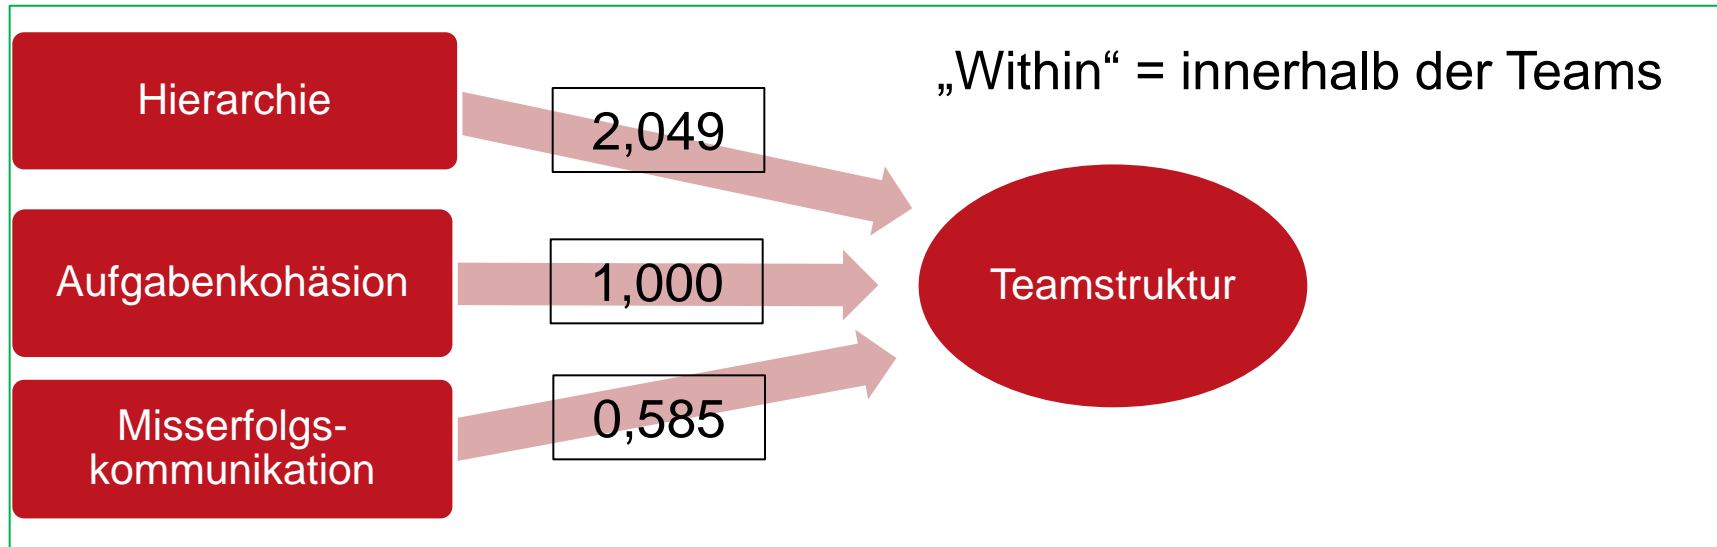 „Within“ = innerhalb der Teams
Hierarchie
2,049
Aufgabenkohäsion
1,000
Teamstruktur
Misserfolgs-
kommunikation
0,585